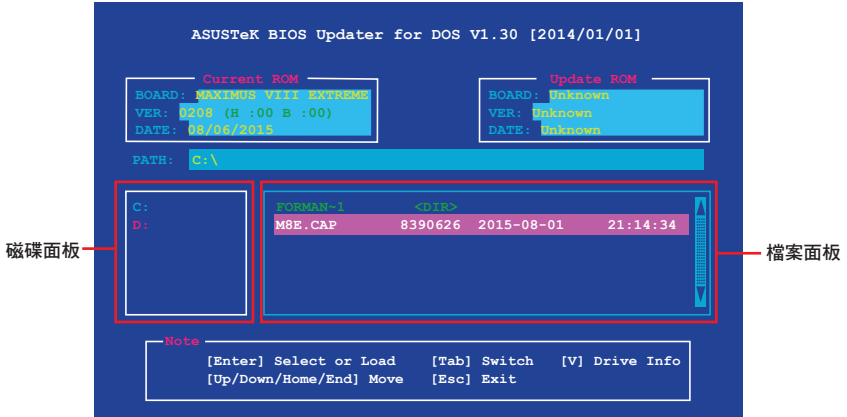 ASUSTeK BIOS Updater for DOS V1.30 [2014/01/01]
Current ROM
BOARD: MAXIMUS VIII EXTREME
VER: 0208 (H :00 B :00)
DATE: 08/06/2015
Update ROM
BOARD: Unknown
VER: Unknown
DATE: Unknown
PATH: C:\
磁碟面板
C:
D:
FORMAN~1 <DIR>
M8E.CAP 8390626 2015-08-01 21:14:34
檔案面板
Note
[Enter] Select or Load [Tab] Switch [V] Drive Info
[Up/Down/Home/End] Move [Esc] Exit